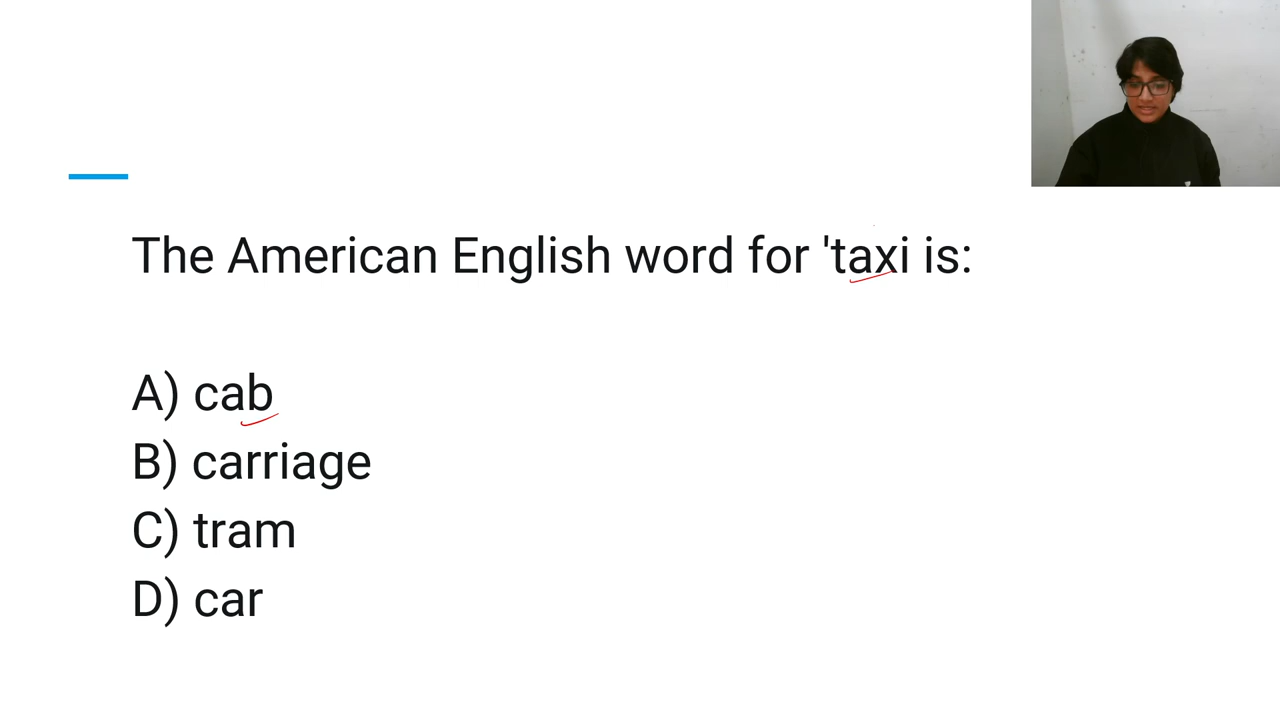 The American English word for 'taxi is:
A) cab
B) carriage
C) tram
D) car